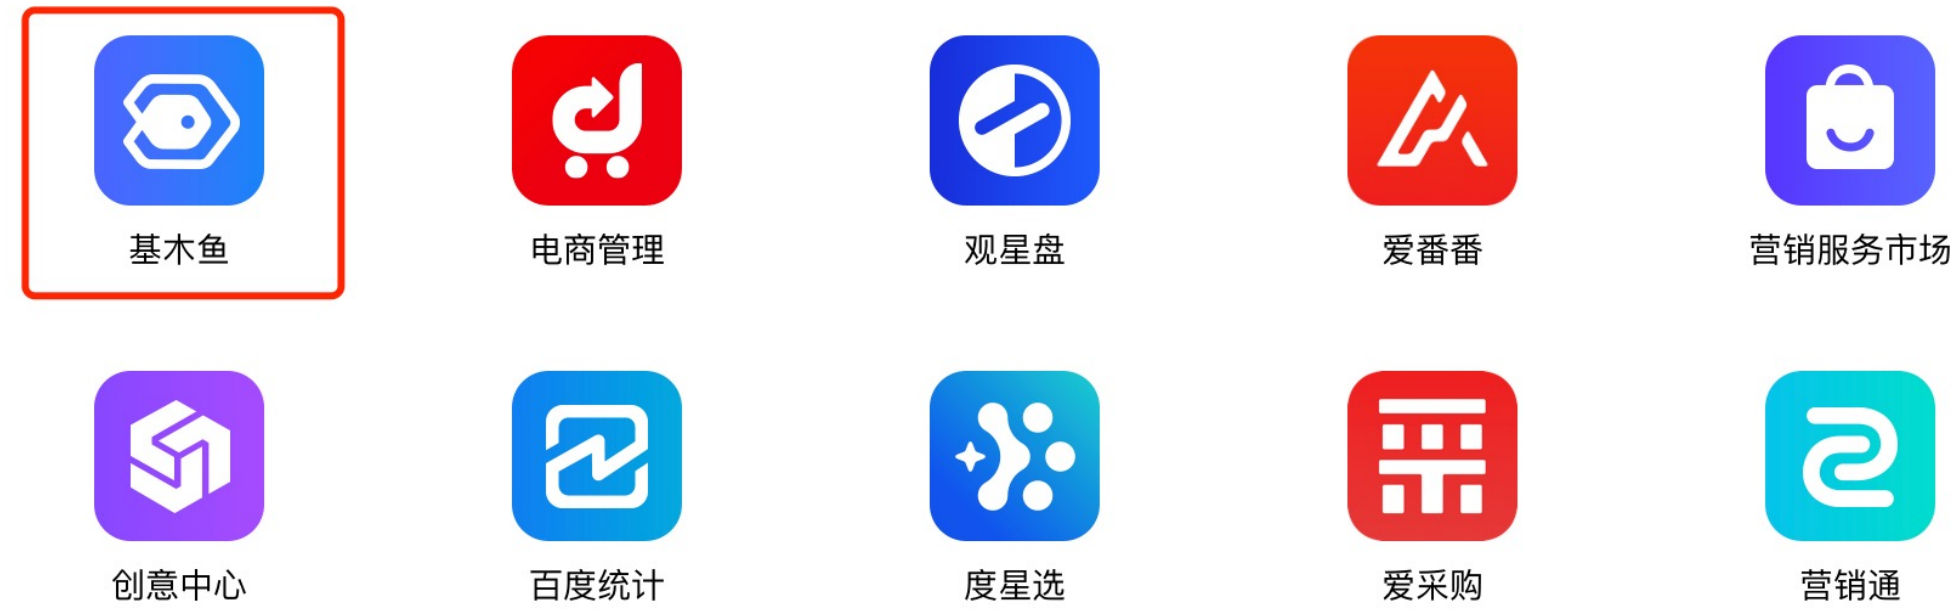 基木鱼
电商管理
观星盘
爱番番
营销服务市场
创意中心
百度统计
度星选
爱采购
营销通